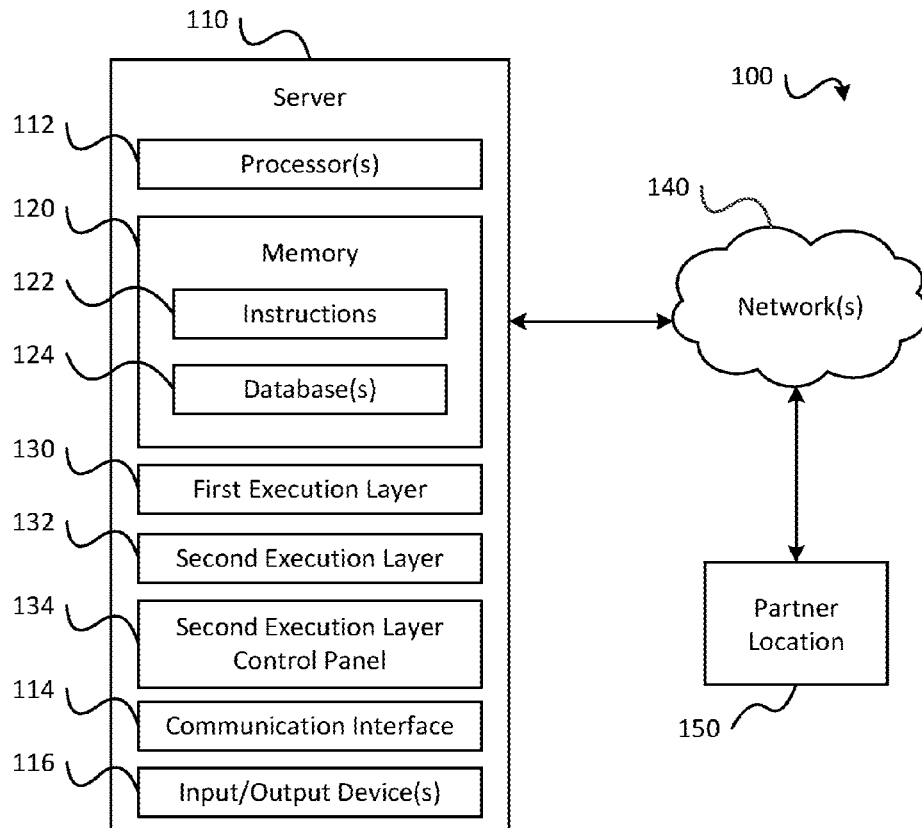 110
Server
112
Processor(s)
120
Memory
122
Instructions
124
Database(s)
130
First Execution Layer
132
Second Execution Layer
134
Second Execution Layer
Control Panel
114
Communication Interface
116
Input/Output Device(s)
100
140
Network(s)
Partner
Location
150